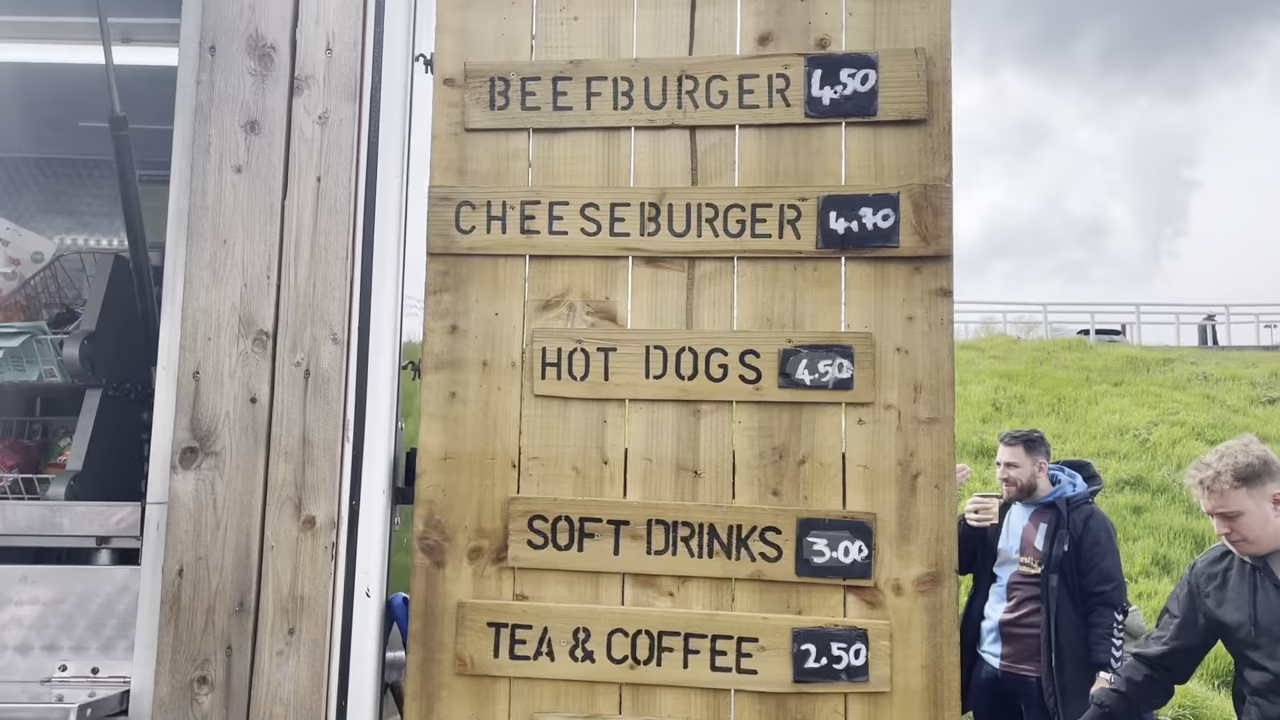 BEEFBURGER 4.50
CHEESEBURGER 4.70
HOT DOGS 4.50
SOFT DRINKS 3.00
TEA & COFFEE 2.50